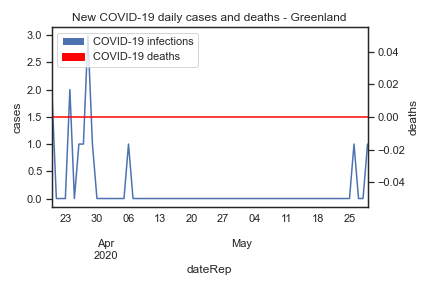 New COVID-19 daily cases and deaths - Greenland
COVID-19 infections
COVID-19 deaths
3.0
2.5
2.0
1.5
1.0
0.5
0.0
cases
0.04
0.02
0.00
−0.02
−0.04
deaths
23 30 06 13 20 27 04 11 18 25
Apr May
2020
dateRep